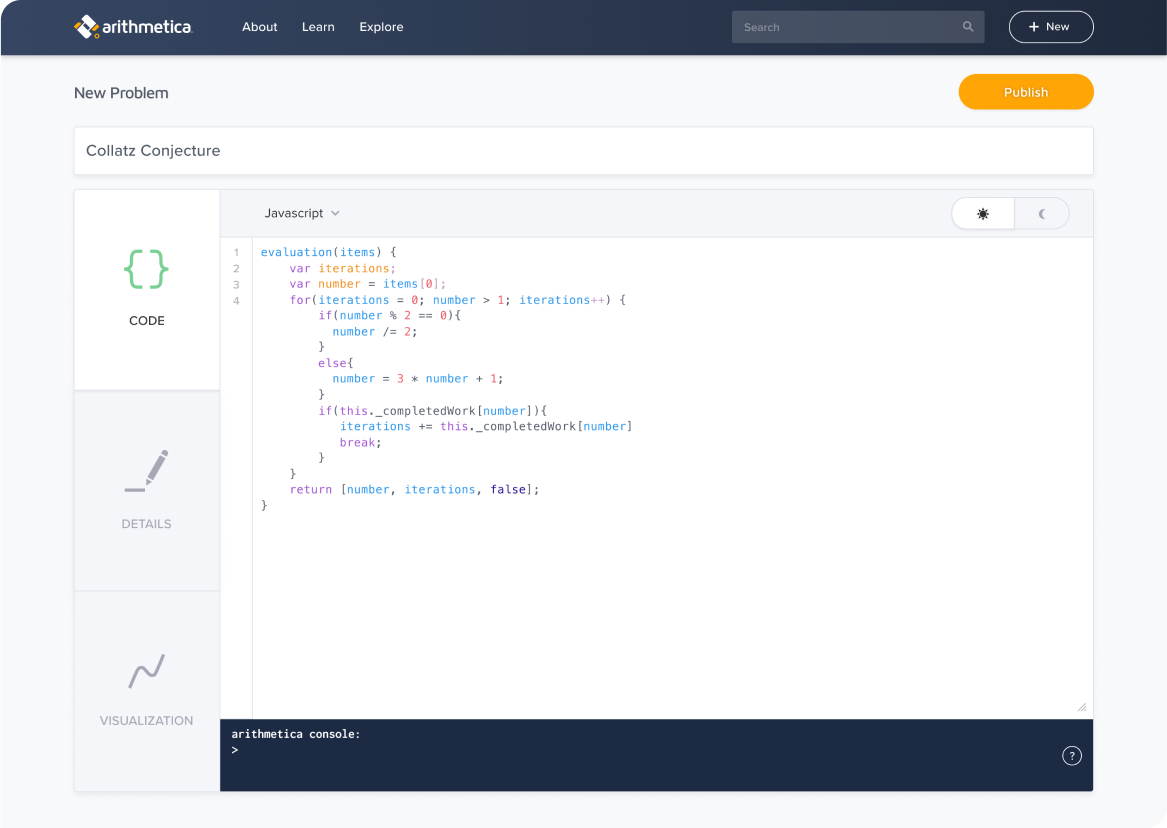 arithmetica About Learn Explore Search + New
New Problem Publish
Collatz Conjecture
Javascript
CODE
DETAILS
VISUALIZATION
1 evaluation(items) {
2     var iterations;
3     var number = items[0];
4     for(iterations = 0; number > 1; iterations++) {
        if(number % 2 == 0){
          number /= 2;
        }
        else{
          number = 3 * number + 1;
        }
        if(this._completedWork[number]){
           iterations += this._completedWork[number]
           break;
        }
    }
    return [number, iterations, false];
}
arithmetica console:
>
?